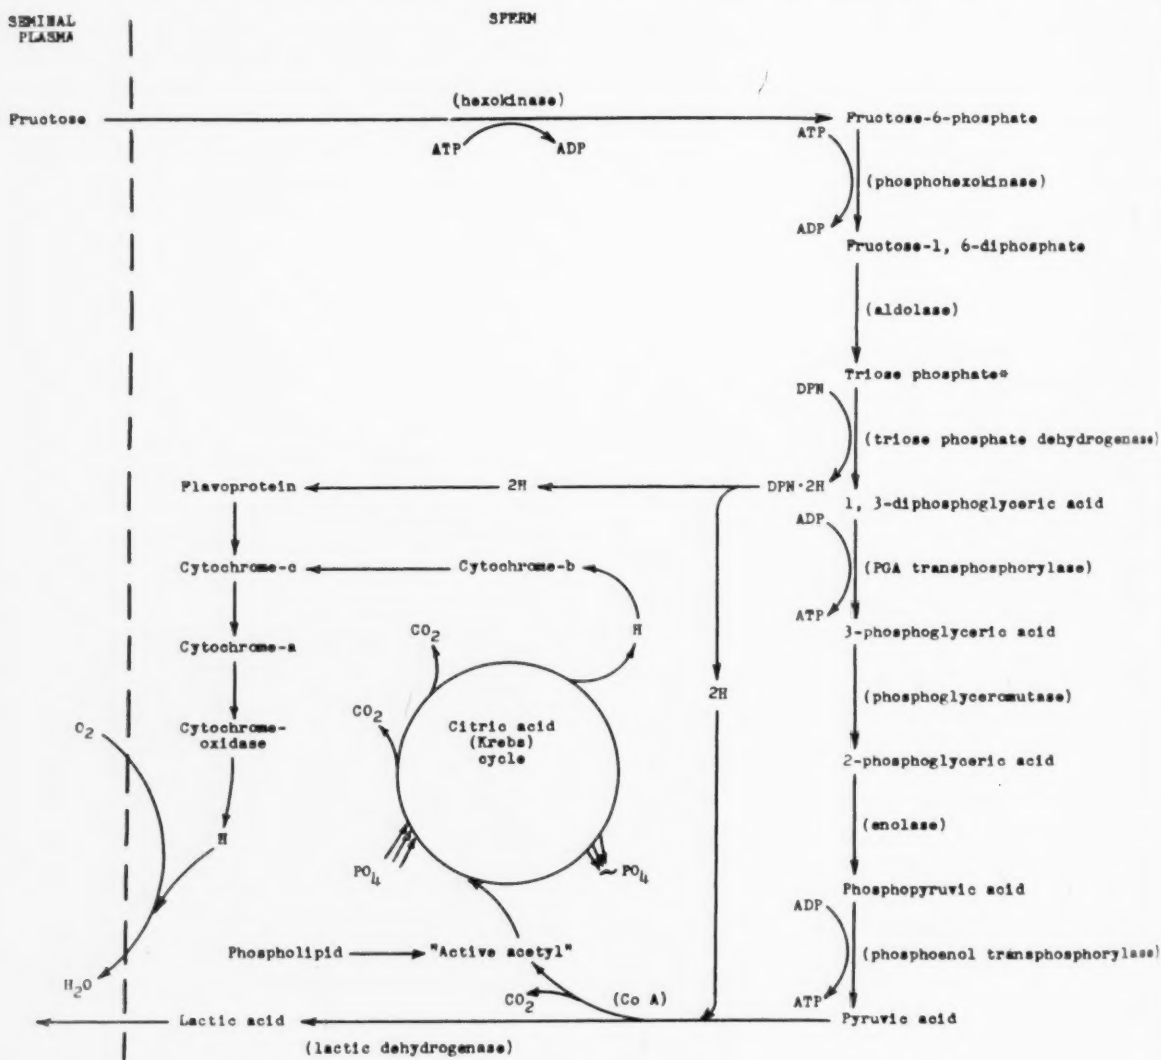 SEMINAL
PLASMA
SPERM
Fructose
(hexokinase)
ATP
ADP
Fructose-6-phosphate
ATP
(phosphohexokinase)
ADP
Fructose-1, 6-diphosphate
(aldolase)
Triose phosphate*
DPN
(triose phosphate dehydrogenase)
Flavoprotein
2H
DPN·2H
1, 3-diphosphoglyceric acid
ADP
Cytochrome-c
Cytochrome-b
(PGA transphosphorylase)
ATP
CO2
H
3-phosphoglyceric acid
Cytochrome-a
2H
(phosphoglyceromutase)
CO2
O2
Cytochrome-
oxidase
Citric acid
(Krebs)
cycle
2-phosphoglyceric acid
H
(enolase)
PO4
~ PO4
Phosphopyruvic acid
ADP
Phospholipid
"Active acetyl"
(phosphoenol transphosphorylase)
H2O
CO2
(Co A)
ATP
Lactic acid
Pyruvic acid
(lactic dehydrogenase)